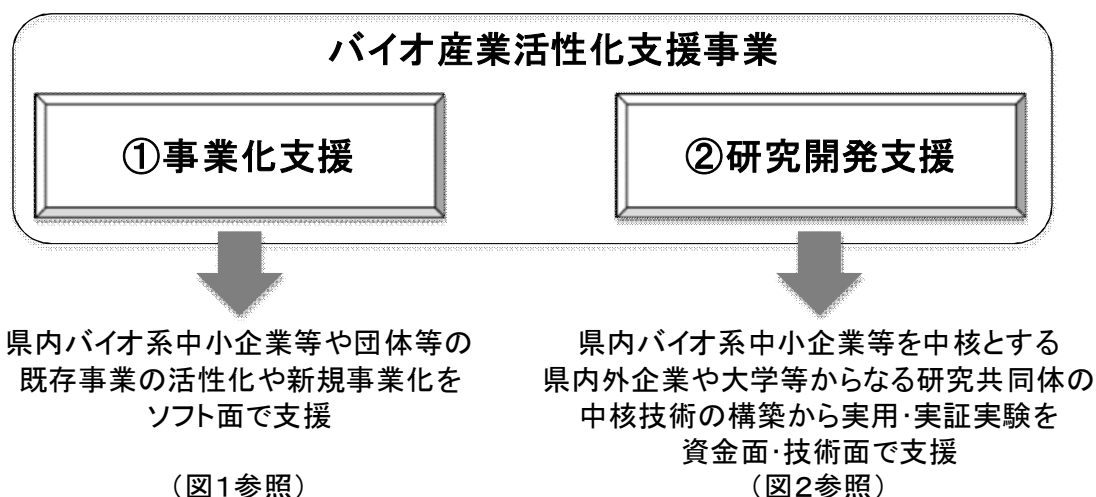 バイオ産業活性化支援事業
①事業化支援
②研究開発支援
県内バイオ系中小企業等や団体等の
既存事業の活性化や新規事業化を
ソフト面で支援
(図1参照)
県内バイオ系中小企業等を中核とする
県内外企業や大学等からなる研究共同体の
中核技術の構築から実用・実証実験を
資金面・技術面で支援
(図2参照)